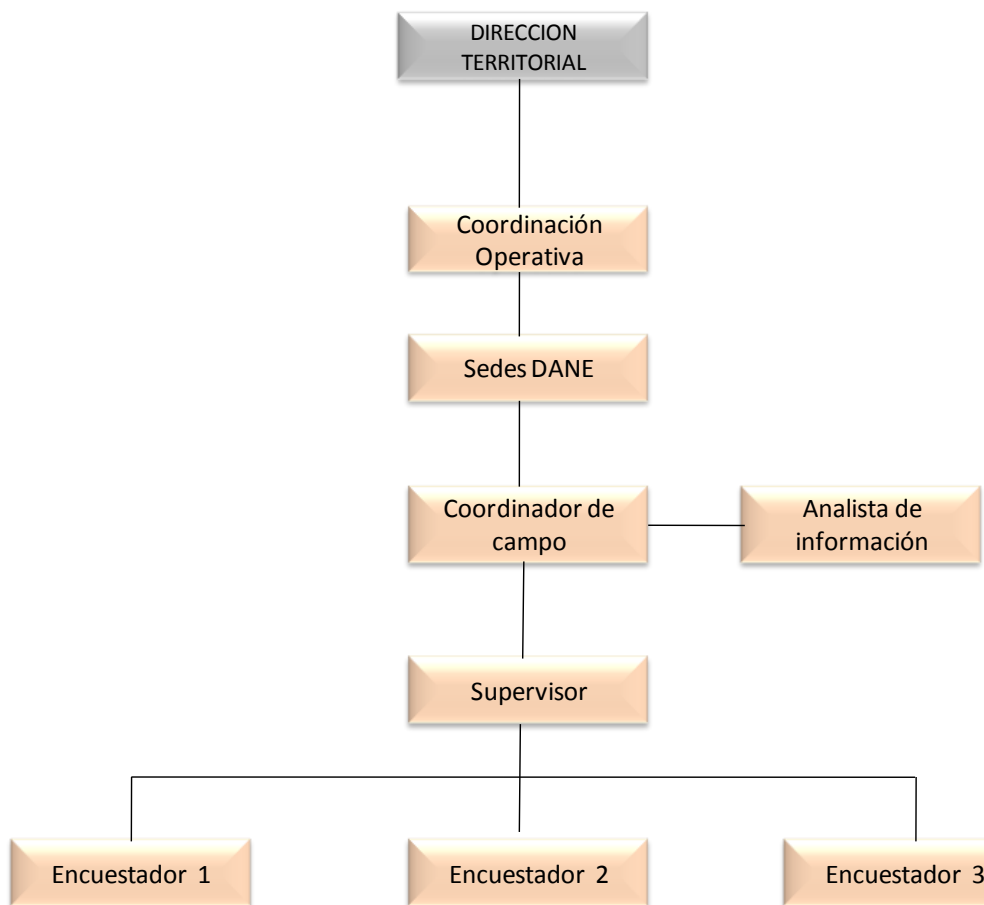 DIRECCION
TERRITORIAL
Coordinación
Operativa
Sedes DANE
Coordinador de
campo
Analista de
información
Supervisor
Encuestador 1
Encuestador 2
Encuestador 3